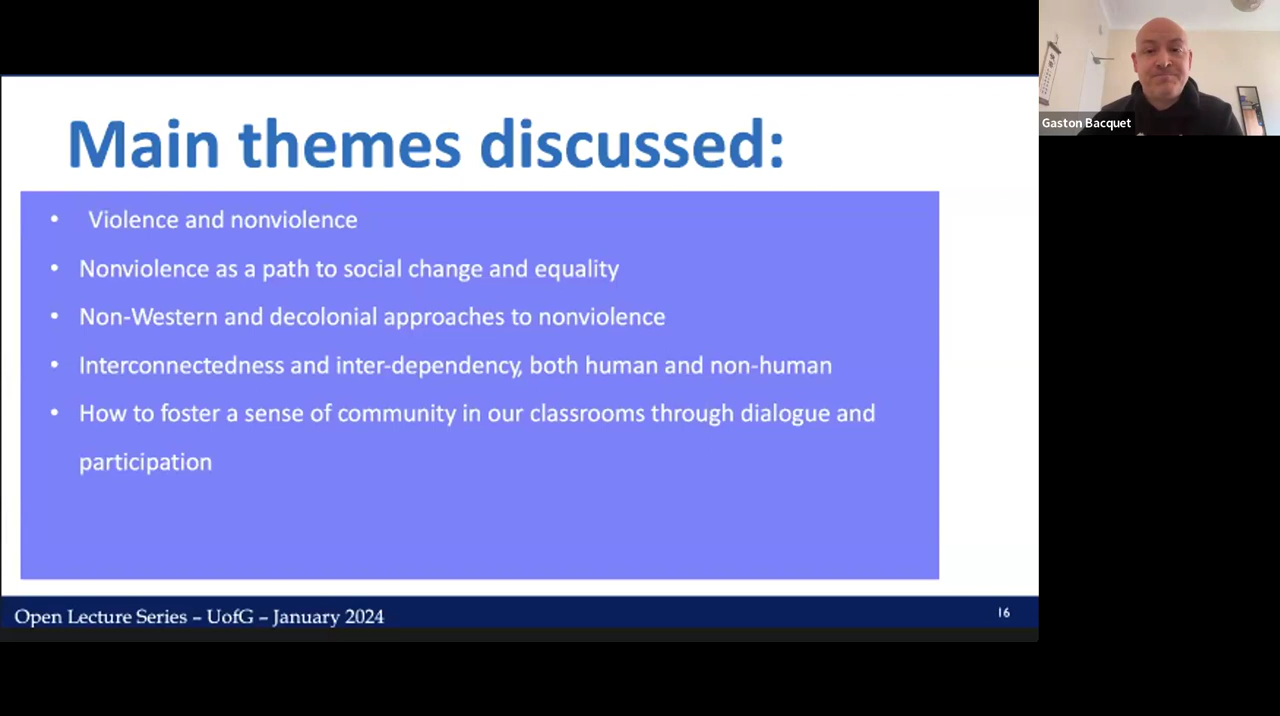 Main themes discussed:
• Violence and nonviolence
• Nonviolence as a path to social change and equality
• Non-Western and decolonial approaches to nonviolence
• Interconnectedness and inter-dependency, both human and non-human
• How to foster a sense of community in our classrooms through dialogue and
participation
Open Lecture Series – UofG – January 2024
16
Gaston Bacquet